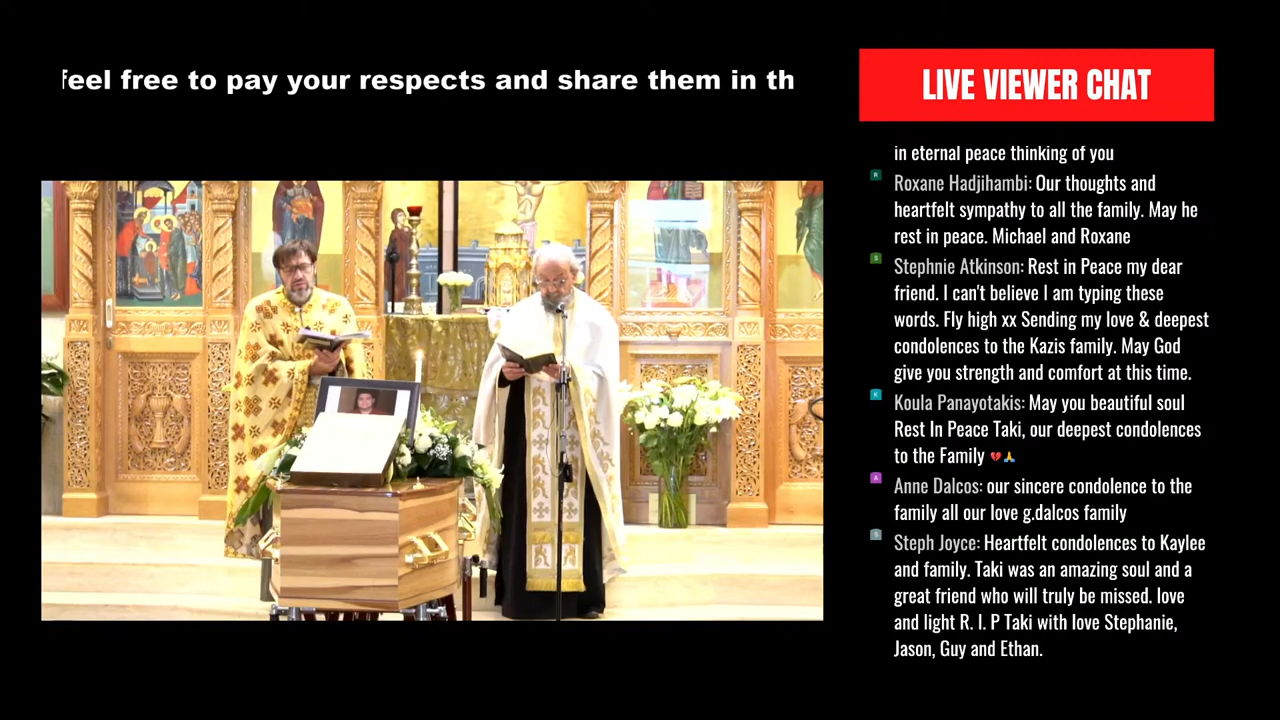 feel free to pay your respects and share them in th
LIVE VIEWER CHAT
in eternal peace thinking of you
Roxane Hadjihambi: Our thoughts and
heartfelt sympathy to all the family. May he
rest in peace. Michael and Roxane
Stephnie Atkinson: Rest in Peace my dear
friend. I can't believe I am typing these
words. Fly high xx Sending my love & deepest
condolences to the Kazis family. May God
give you strength and comfort at this time.
Koula Panayotakis: May you beautiful soul
Rest In Peace Taki, our deepest condolences
to the Family 💔🙏
Anne Dalcos: our sincere condolence to the
family all our love g.dalcos family
Steph Joyce: Heartfelt condolences to Kaylee
and family. Taki was an amazing soul and a
great friend who will truly be missed. love
and light R. I. P Taki with love Stephanie,
Jason, Guy and Ethan.